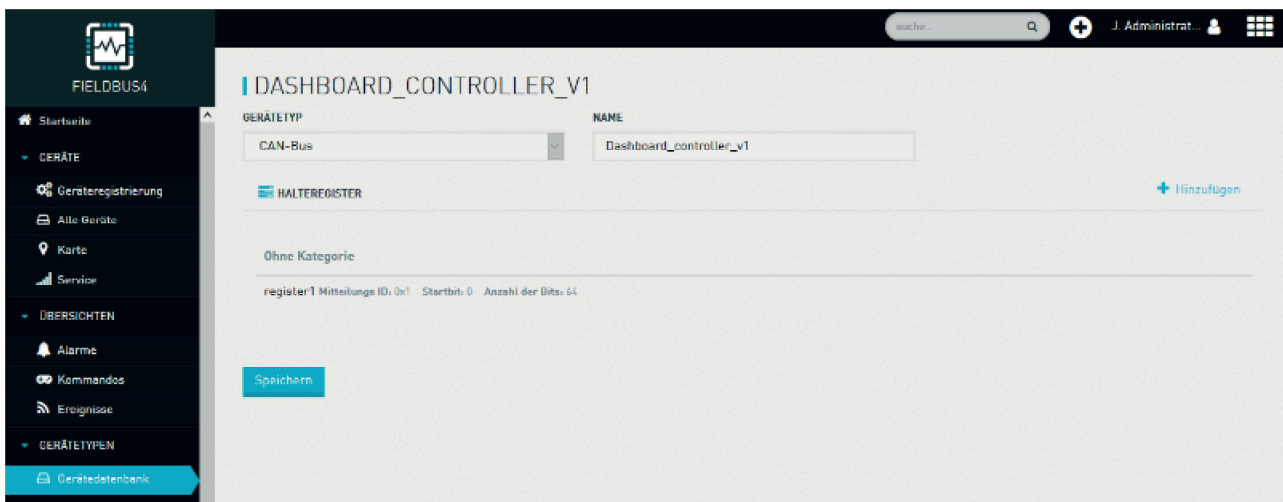 suche...
J. Administrat...
FIELDBUS4
Startseite
GERÄTE
Geräteregistrierung
Alle Geräte
Karte
Service
ÜBERSICHTEN
Alarme
Kommandos
Ereignisse
GERÄTETYPEN
Gerätedatenbank
DASHBOARD_CONTROLLER_V1
GERÄTETYP
NAME
CAN-Bus
Dashboard_controller_v1
HALTEREGISTER
Hinzufügen
Ohne Kategorie
register1 Mitteilungs ID: 0x1 Startbit: 0 Anzahl der Bits: 64
Speichern